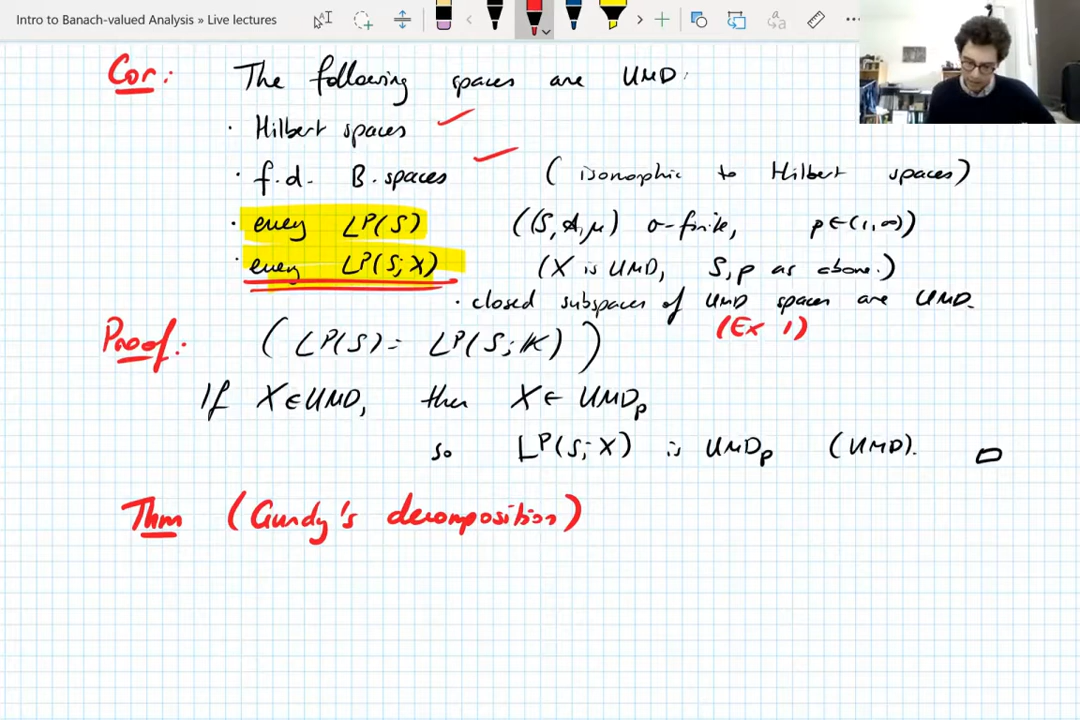 Intro to Banach-valued Analysis » Live lectures
Cor: The following spaces are UMD:
· Hilbert spaces ✓
· f.d. B. spaces ✓ (isomorphic to Hilbert spaces)
· every L^p(S) ((S, A, μ) σ-finite, p∈(1,∞))
· every L^p(S; X) (X is UMD, S, p as above.)
· closed subspaces of UMD spaces are UMD.
(Ex 1)
Proof: (L^p(S) = L^p(S; K))
If X∈UMD, then X∈ UMD_p
so L^p(S; X) is UMD_p (UMD). □
Thm (Gundy's decomposition)